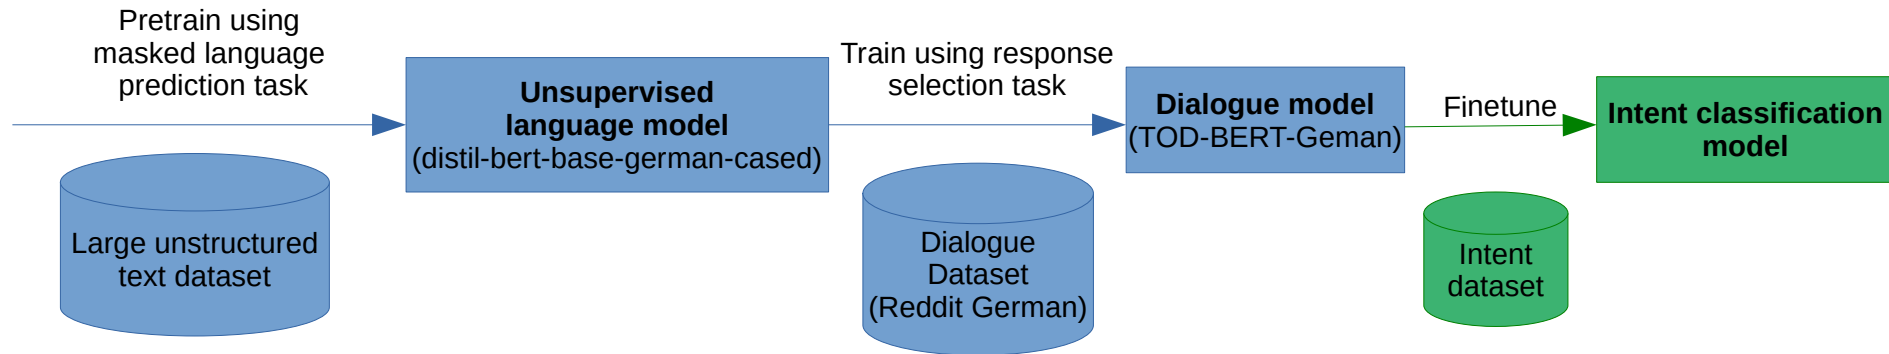 Pretrain using
masked language
prediction task
Large unstructured
text dataset
Unsupervised
language model
(distil-bert-base-german-cased)
Train using response
selection task
Dialogue
Dataset
(Reddit German)
Dialogue model
(TOD-BERT-Geman)
Finetune
Intent
dataset
Intent classification
model